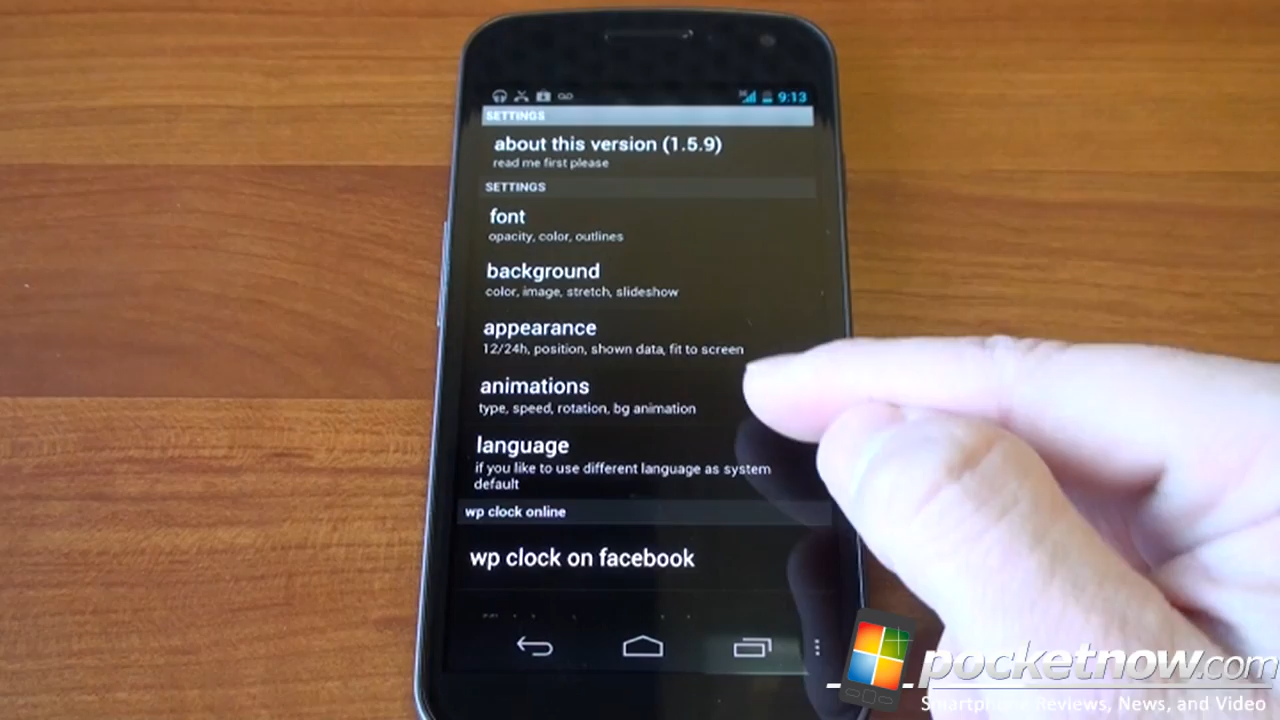 9:13
SETTINGS
about this version (1.5.9)
read me first please
SETTINGS
font
opacity, color, outlines
background
color, image, stretch, slideshow
appearance
12/24h, position, shown data, fit to screen
animations
type, speed, rotation, bg animation
language
if you like to use different language as system
default
wp clock online
wp clock on facebook
pocketnow.com
Smartphone Reviews, News, and Video